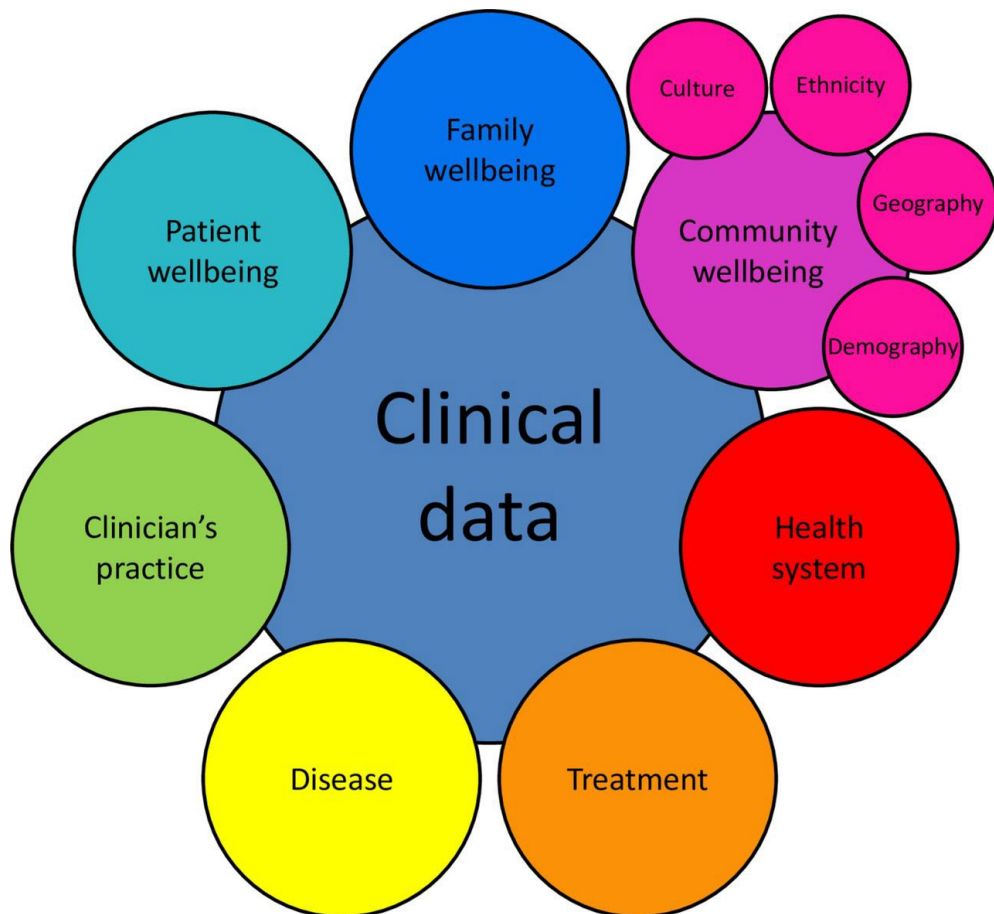 Culture
Ethnicity
Family
wellbeing
Geography
Patient
wellbeing
Community
wellbeing
Demography
Clinical
data
Clinician’s
practice
Health
system
Disease
Treatment